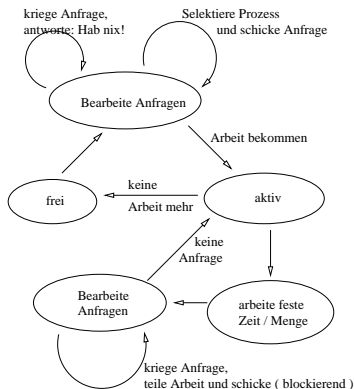 kriege Anfrage,
antworte: Hab nix!
Selektiere Prozess
und schicke Anfrage
Bearbeite Anfragen
Arbeit bekommen
frei
keine
Arbeit mehr
aktiv
keine
Anfrage
Bearbeite
Anfragen
arbeite feste
Zeit / Menge
kriege Anfrage,
teile Arbeit und schicke ( blockierend )